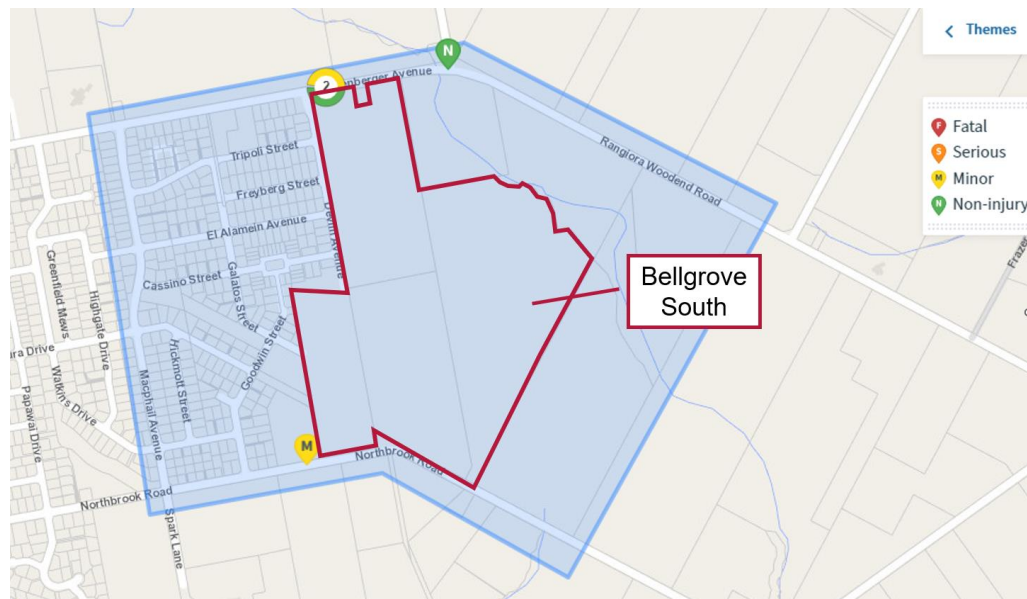 Themes
Fatal
Serious
Minor
Non-injury
N
2
Avenue
Rangiora Woodend Road
Tripoli Street
Freyberg Street
El Alamein Avenue
Devlin Avenue
Cassino Street
Galatos Street
Goodwin Street
Greenfield Mews
Highgate Drive
Drive
Watkins Drive
Hickmott Street
Macphail Avenue
Papawai Drive
M
Northbrook Road
Northbrook Road
Spark Lane
Bellgrove
South